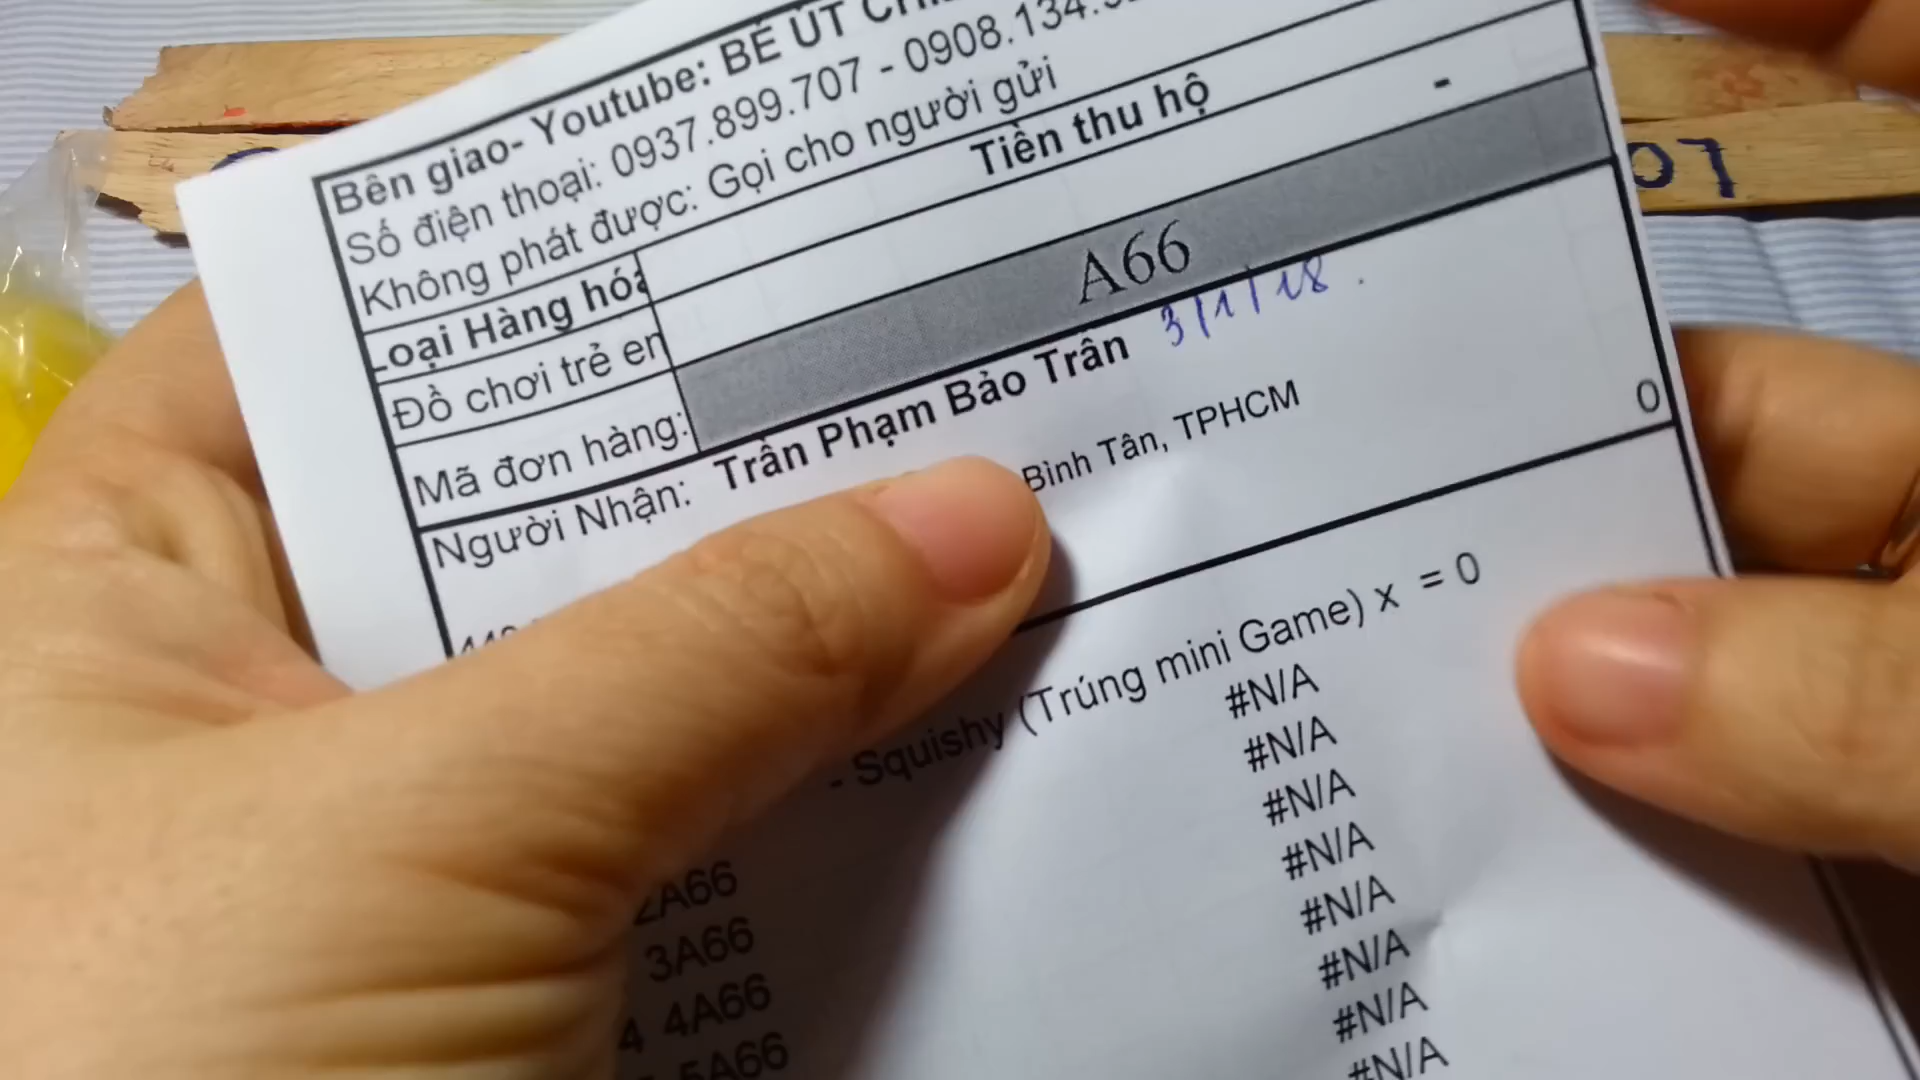 Bên giao- Youtube: BÉ ÚT
Số điện thoại: 0937.899.707 - 0908.134.
Không phát được: Gọi cho người gửi
Loại Hàng hóa
Tiền thu hộ
Đồ chơi trẻ em
-
Mã đơn hàng:
A66
Người Nhận: Trần Phạm Bảo Trân 3/1/18.
Bình Tân, TPHCM
0
- Squishy (Trúng mini Game) x = 0
#N/A
#N/A
#N/A
2A66 #N/A
3A66 #N/A
4 4A66 #N/A
5A66 #N/A
#N/A